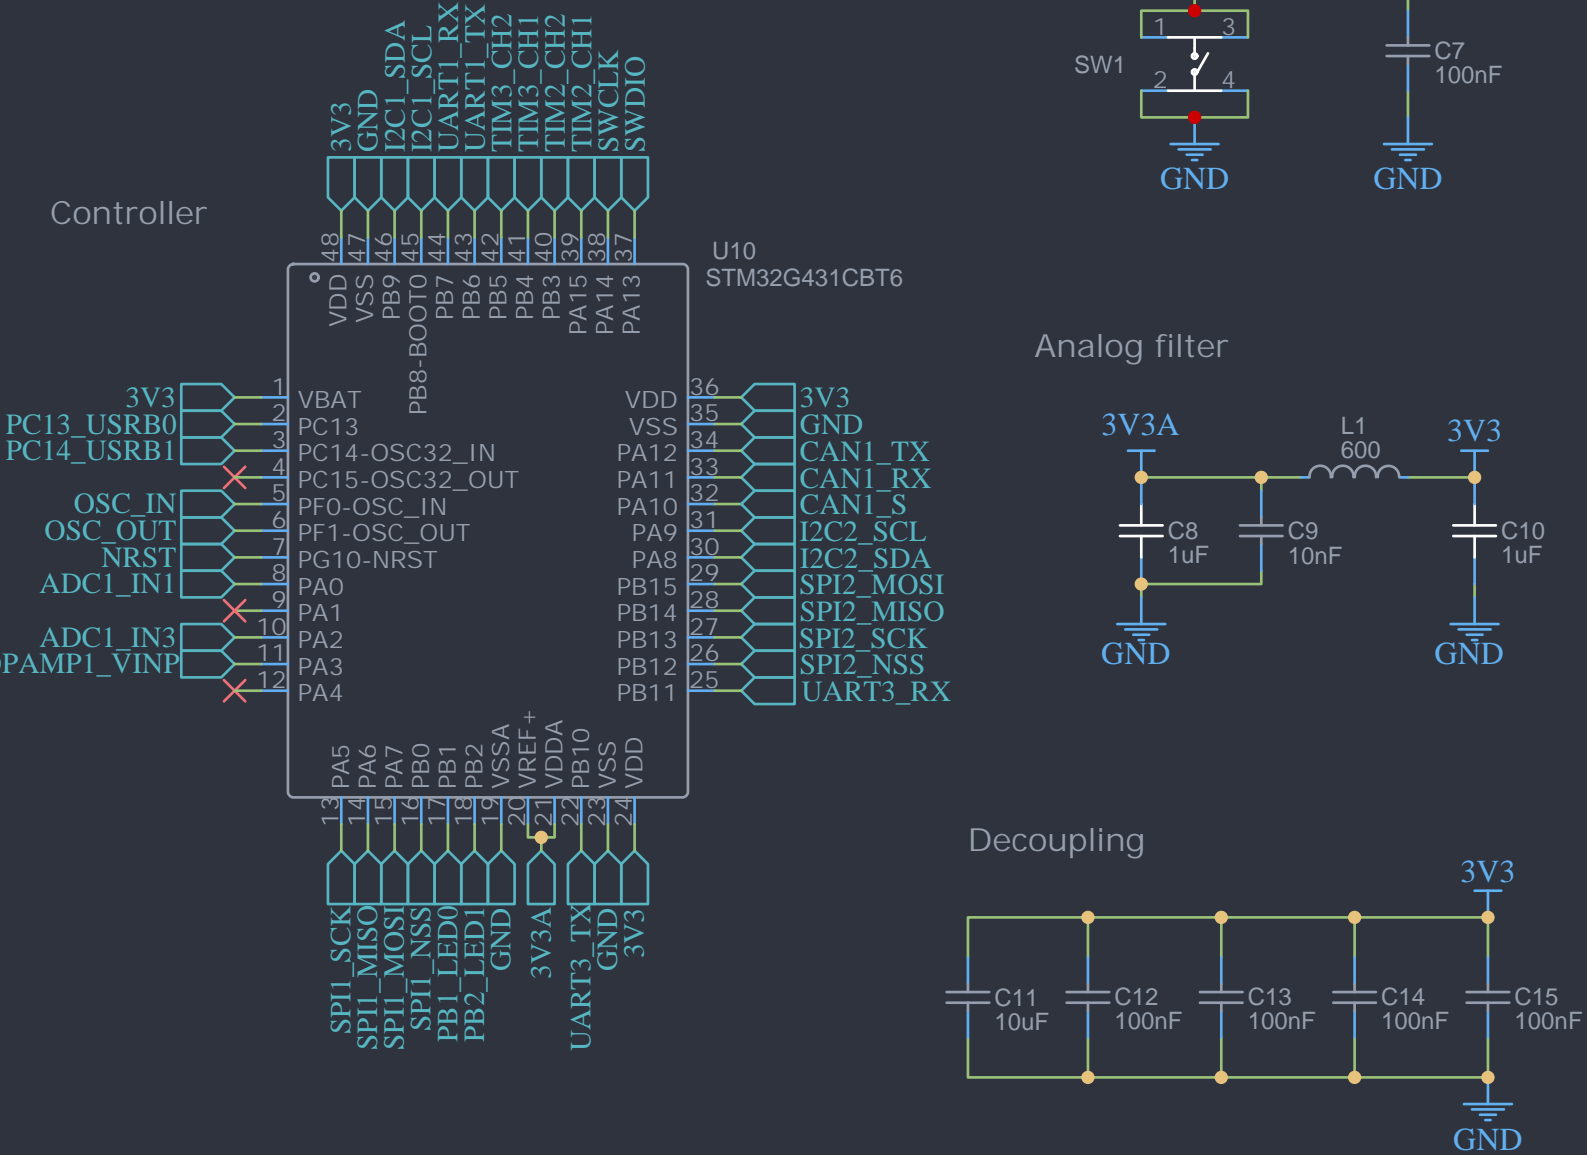 I2C1_SDA
I2C1_SCL
UART1_RX
UART1_TX
TIM3_CH2
TIM3_CH1
TIM2_CH2
TIM2_CH1
SWCLK
SWDIO
3V3
GND
1 3
SW1
2 4
GND
C7
100nF
GND
Controller
48 47 46 45 44 43 42 41 40 39 38 37
U10
STM32G431CBT6
VDD VSS PB9 PB8-BOOT0 PB7 PB6 PB5 PB4 PB3 PA15 PA14 PA13
3V3 1 VBAT
PC13_USRB0 2 PC13
PC14_USRB1 3 PC14-OSC32_IN
4 PC15-OSC32_OUT
OSC_IN 5 PF0-OSC_IN
OSC_OUT 6 PF1-OSC_OUT
NRST 7 PG10-NRST
ADC1_IN1 8 PA0
9 PA1
ADC1_IN3 10 PA2
PAMP1_VINP 11 PA3
12 PA4
VDD 36 3V3
VSS 35 GND
PA12 34 CAN1_TX
PA11 33 CAN1_RX
PA10 32 CAN1_S
PA9 31 I2C2_SCL
PA8 30 I2C2_SDA
PB15 29 SPI2_MOSI
PB14 28 SPI2_MISO
PB13 27 SPI2_SCK
PB12 26 SPI2_NSS
PB11 25 UART3_RX
PA5 PA6 PA7 PB0 PB1 PB2 VSSA VREF+ VDDA PB10 VSS VDD
13 14 15 16 17 18 19 20 21 22 23 24
SPI1_SCK
SPI1_MISO
SPI1_MOSI
SPI1_NSS
PB1_LED0
PB2_LED1
GND
3V3A
UART3_TX
GND
3V3
Analog filter
3V3A
L1
600
3V3
C8
1uF
C9
10nF
C10
1uF
GND
GND
Decoupling
3V3
C11
10uF
C12
100nF
C13
100nF
C14
100nF
C15
100nF
GND